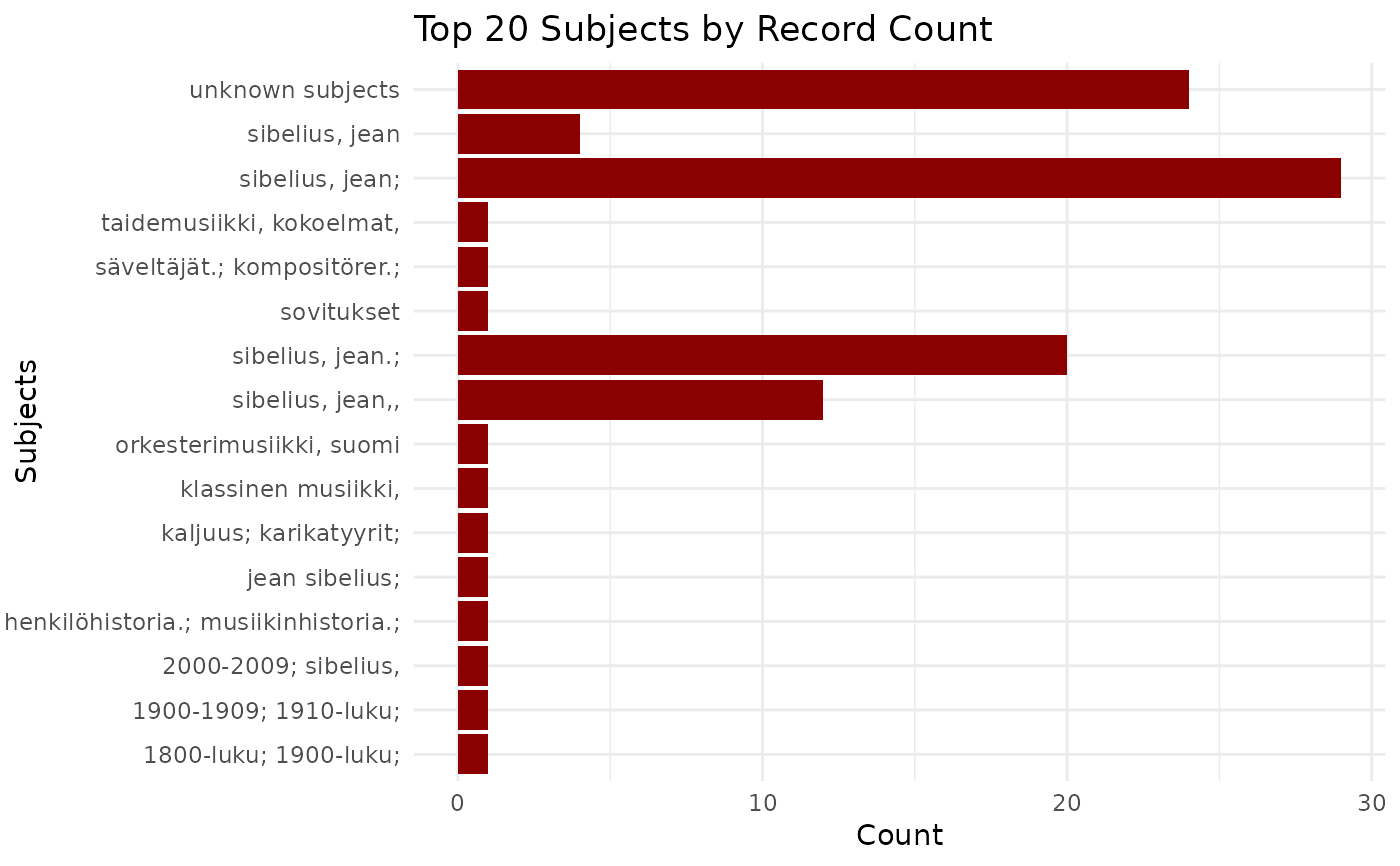 Top 20 Subjects by Record Count
Subjects
unknown subjects
sibelius, jean
sibelius, jean;
taidemusiikki, kokoelmat,
säveltäjät.; kompositörer.;
sovitukset
sibelius, jean.;
sibelius, jean,,
orkesterimusiikki, suomi
klassinen musiikki,
kaljuus; karikatyyrit;
jean sibelius;
henkilöhistoria.; musiikinhistoria.;
2000-2009; sibelius,
1900-1909; 1910-luku;
1800-luku; 1900-luku;
0 10 20 30
Count